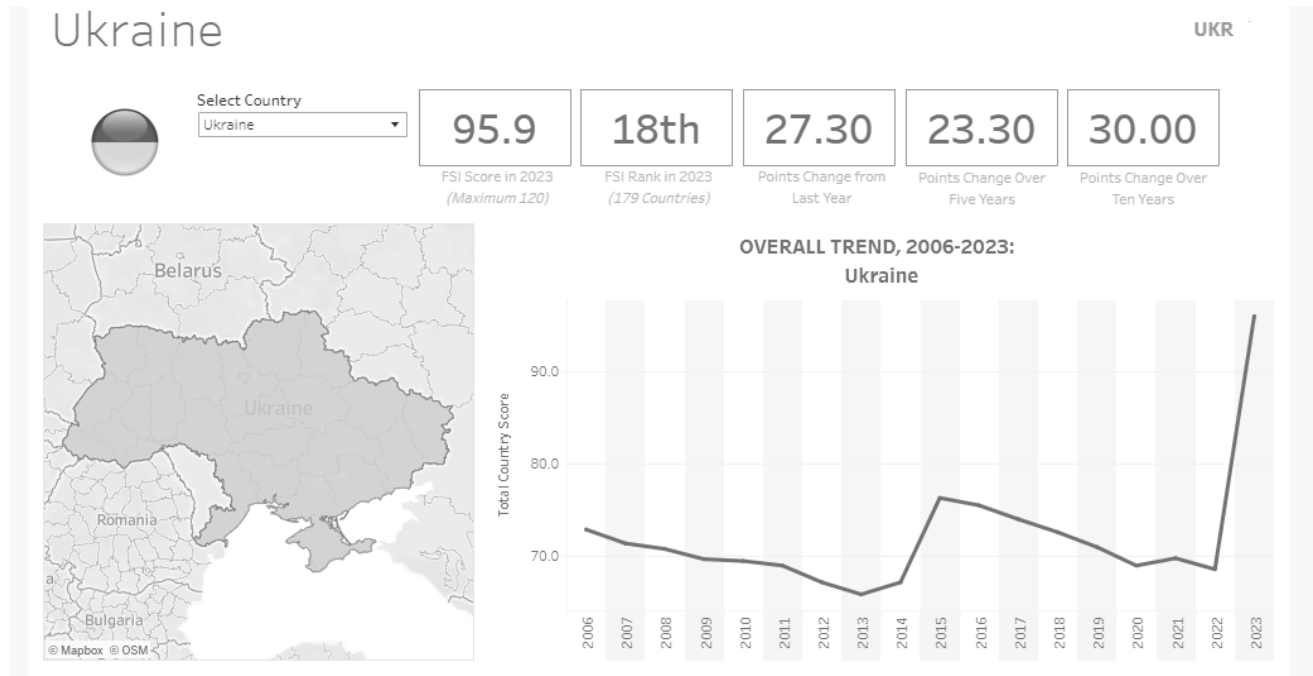 Ukraine
UKR
Select Country
Ukraine
95.9
FSI Score in 2023
(Maximum 120)
18th
FSI Rank in 2023
(179 Countries)
27.30
Points Change from
Last Year
23.30
Points Change Over
Five Years
30.00
Points Change Over
Ten Years
Belarus
Ukraine
Romania
a
Bulgaria
© Mapbox © OSM
OVERALL TREND, 2006-2023:
Ukraine
Total Country Score
90.0
80.0
70.0
2006 2007 2008 2009 2010 2011 2012 2013 2014 2015 2016 2017 2018 2019 2020 2021 2022 2023